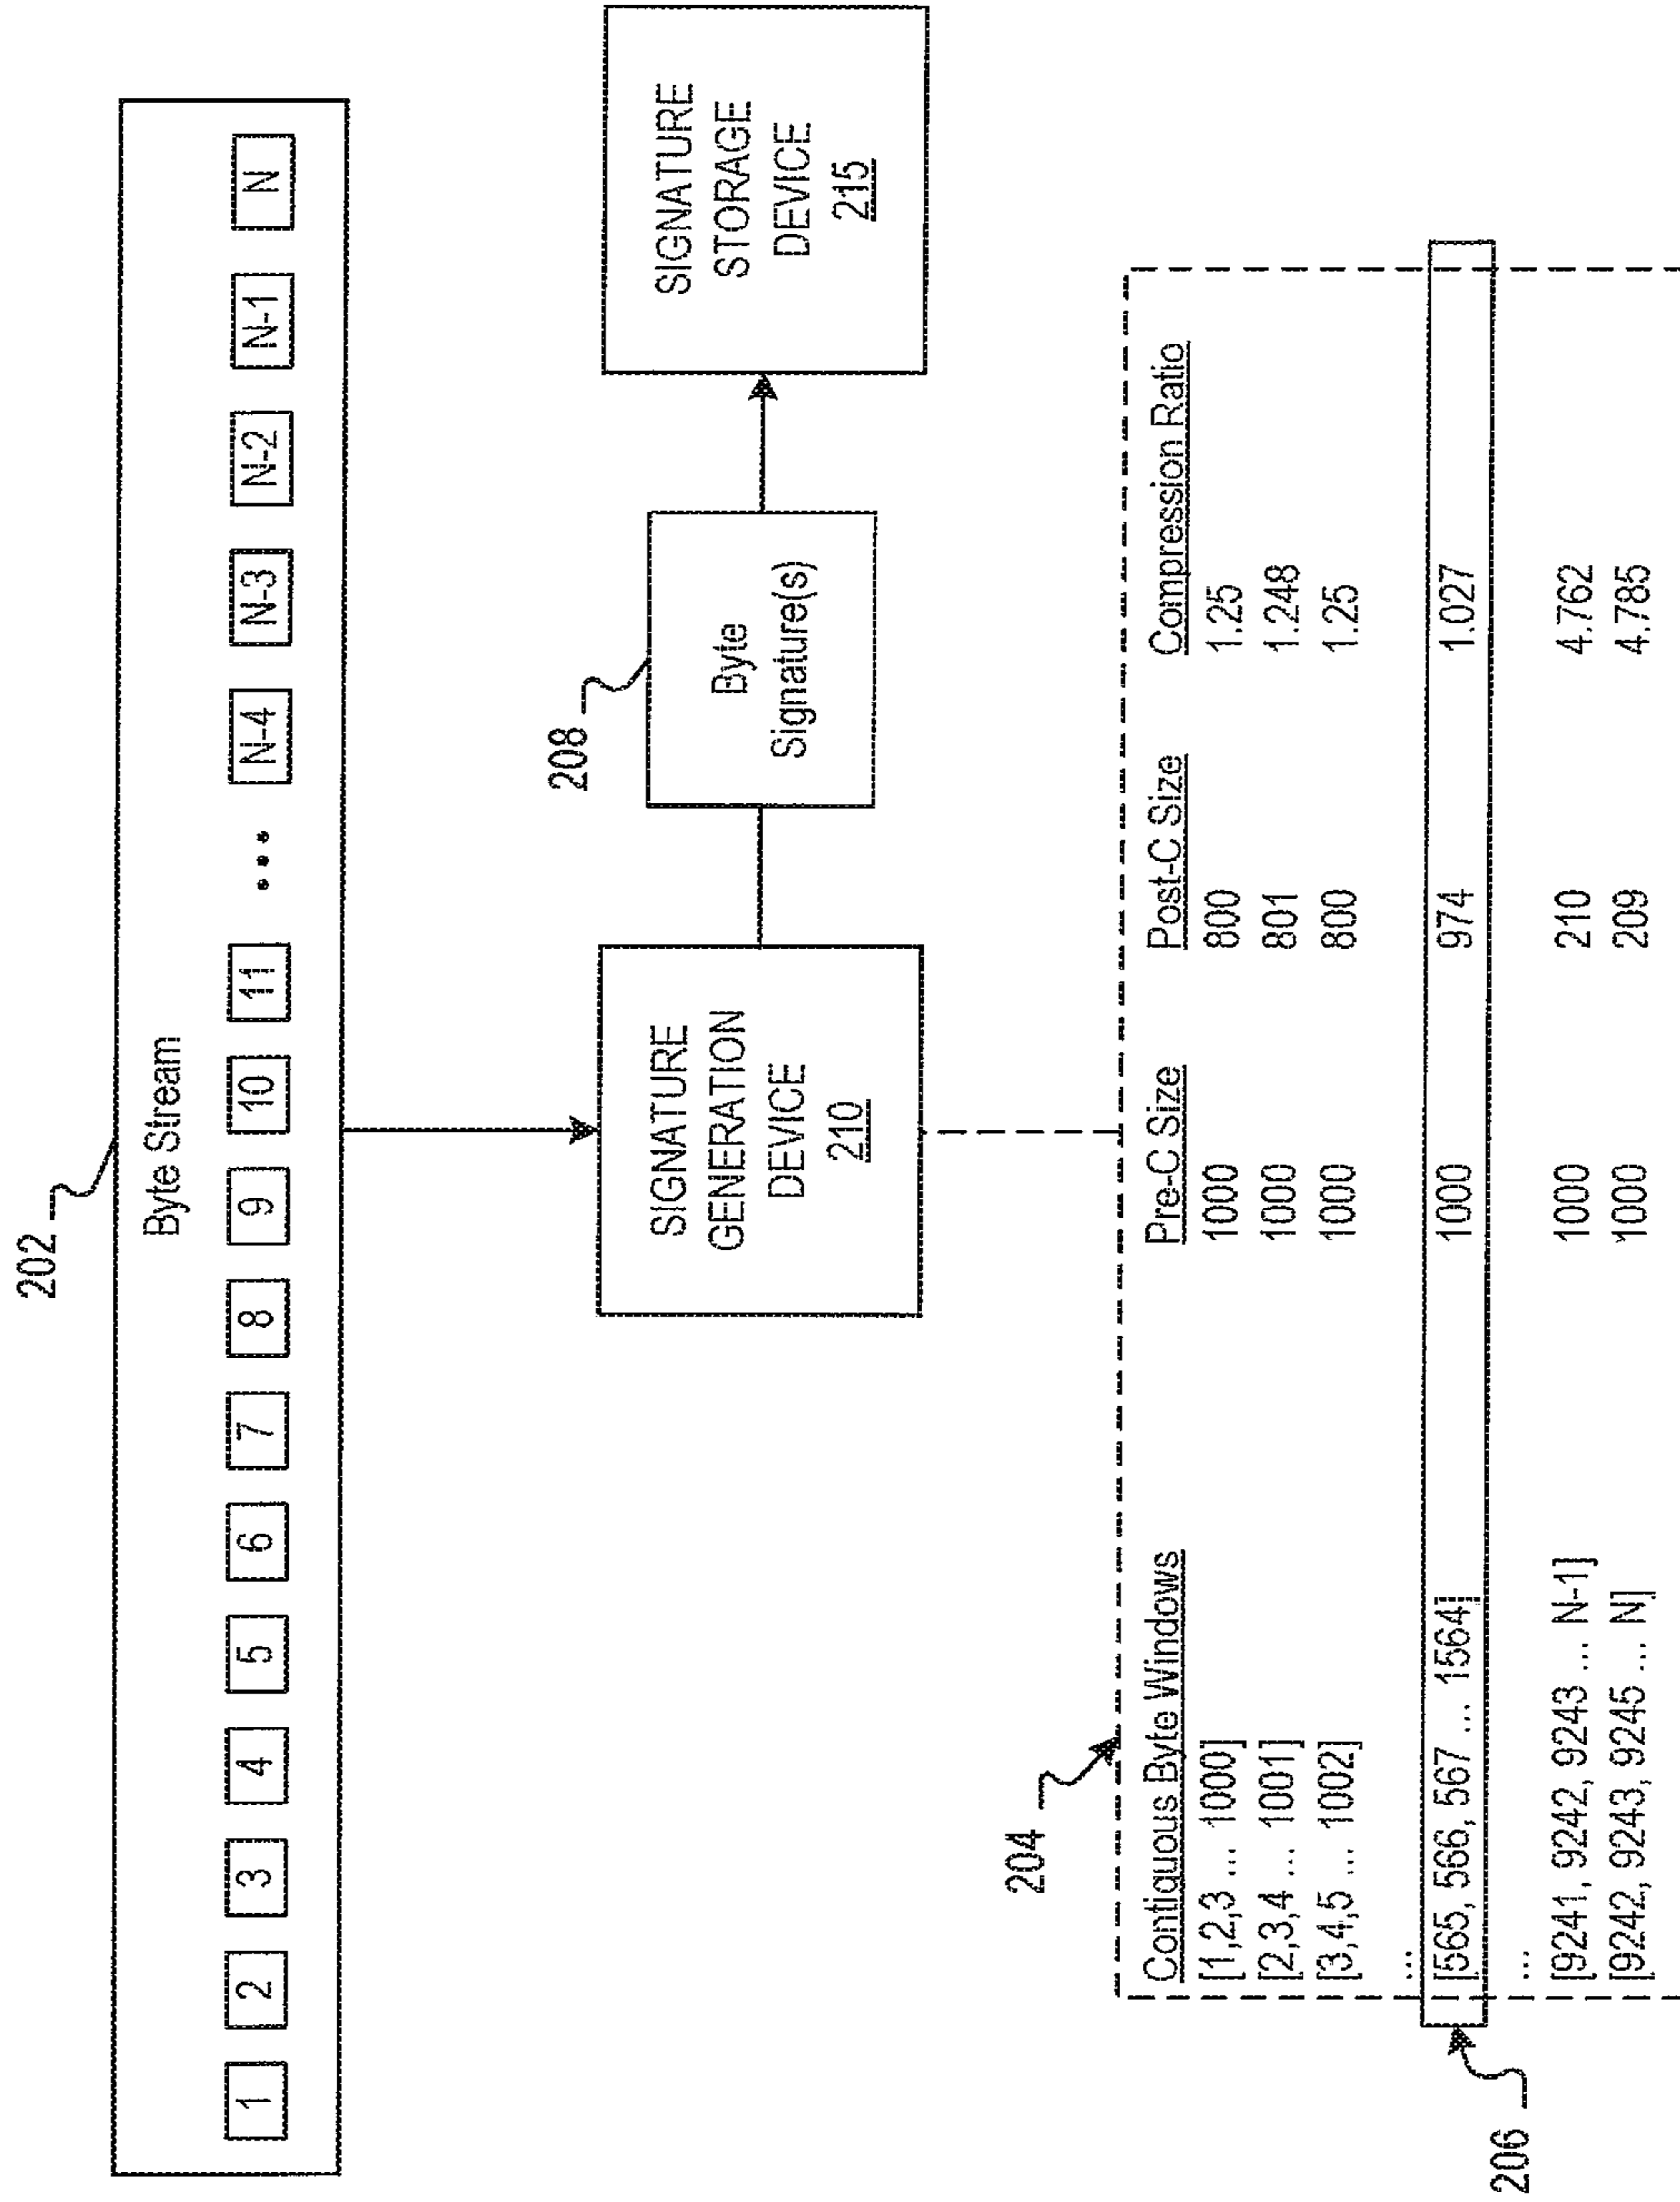 202
Byte Stream
1 2 3 4 5 6 7 8 9 10 11 ••• N-4 N-3 N-2 N-1 N
SIGNATURE
GENERATION
DEVICE
210
208
Byte
Signature(s)
SIGNATURE
STORAGE
DEVICE
215
204
Contiguous Byte Windows Pre-C Size Post-C Size Compression Ratio
[1,2,3 ... 1000] 1000 800 1.25
[2,3,4 ... 1001] 1000 801 1.248
[3,4,5 ... 1002] 1000 800 1.25
...
[565, 566, 567 ... 1564] 1000 974 1.027
...
[9241, 9242, 9243 ... N-1] 1000 210 4.762
[9242, 9243, 9245 ... N] 1000 209 4.785
206